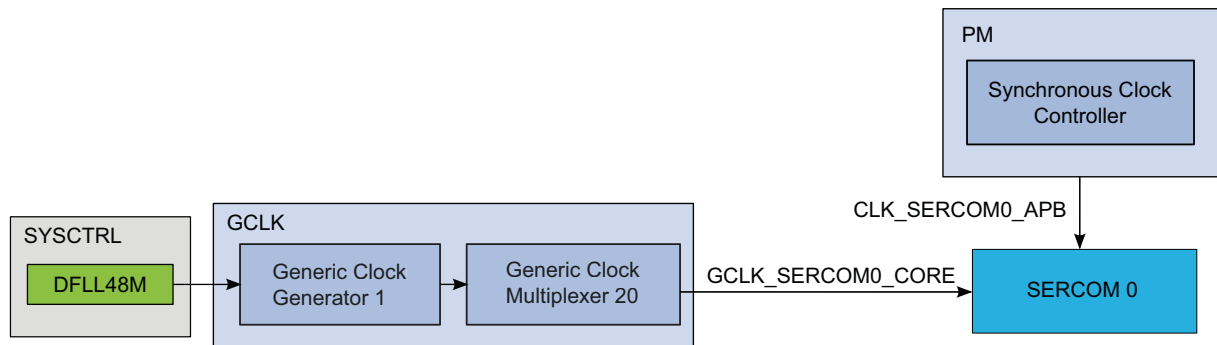 PM
Synchronous Clock
Controller
CLK_SERCOM0_APB
SYSCTRL
DFLL48M
GCLK
Generic Clock
Generator 1
Generic Clock
Multiplexer 20
GCLK_SERCOM0_CORE
SERCOM 0